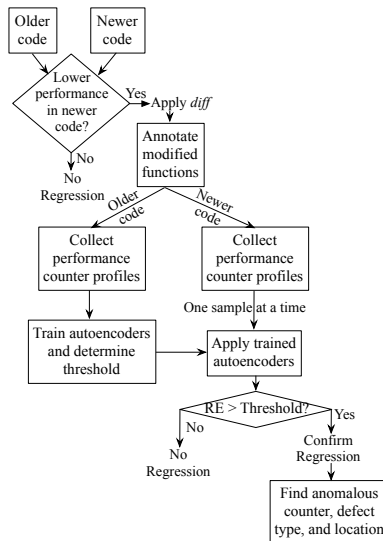 Older
code
Newer
code
Lower
performance
in newer
code?
Yes
Apply diff
No
No
Regression
Annotate
modified
functions
Older
code
Newer
code
Collect
performance
counter profiles
Collect
performance
counter profiles
One sample at a time
Train autoencoders
and determine
threshold
Apply trained
autoencoders
RE > Threshold?
No
Yes
No
Regression
Confirm
Regression
Find anomalous
counter, defect
type, and location